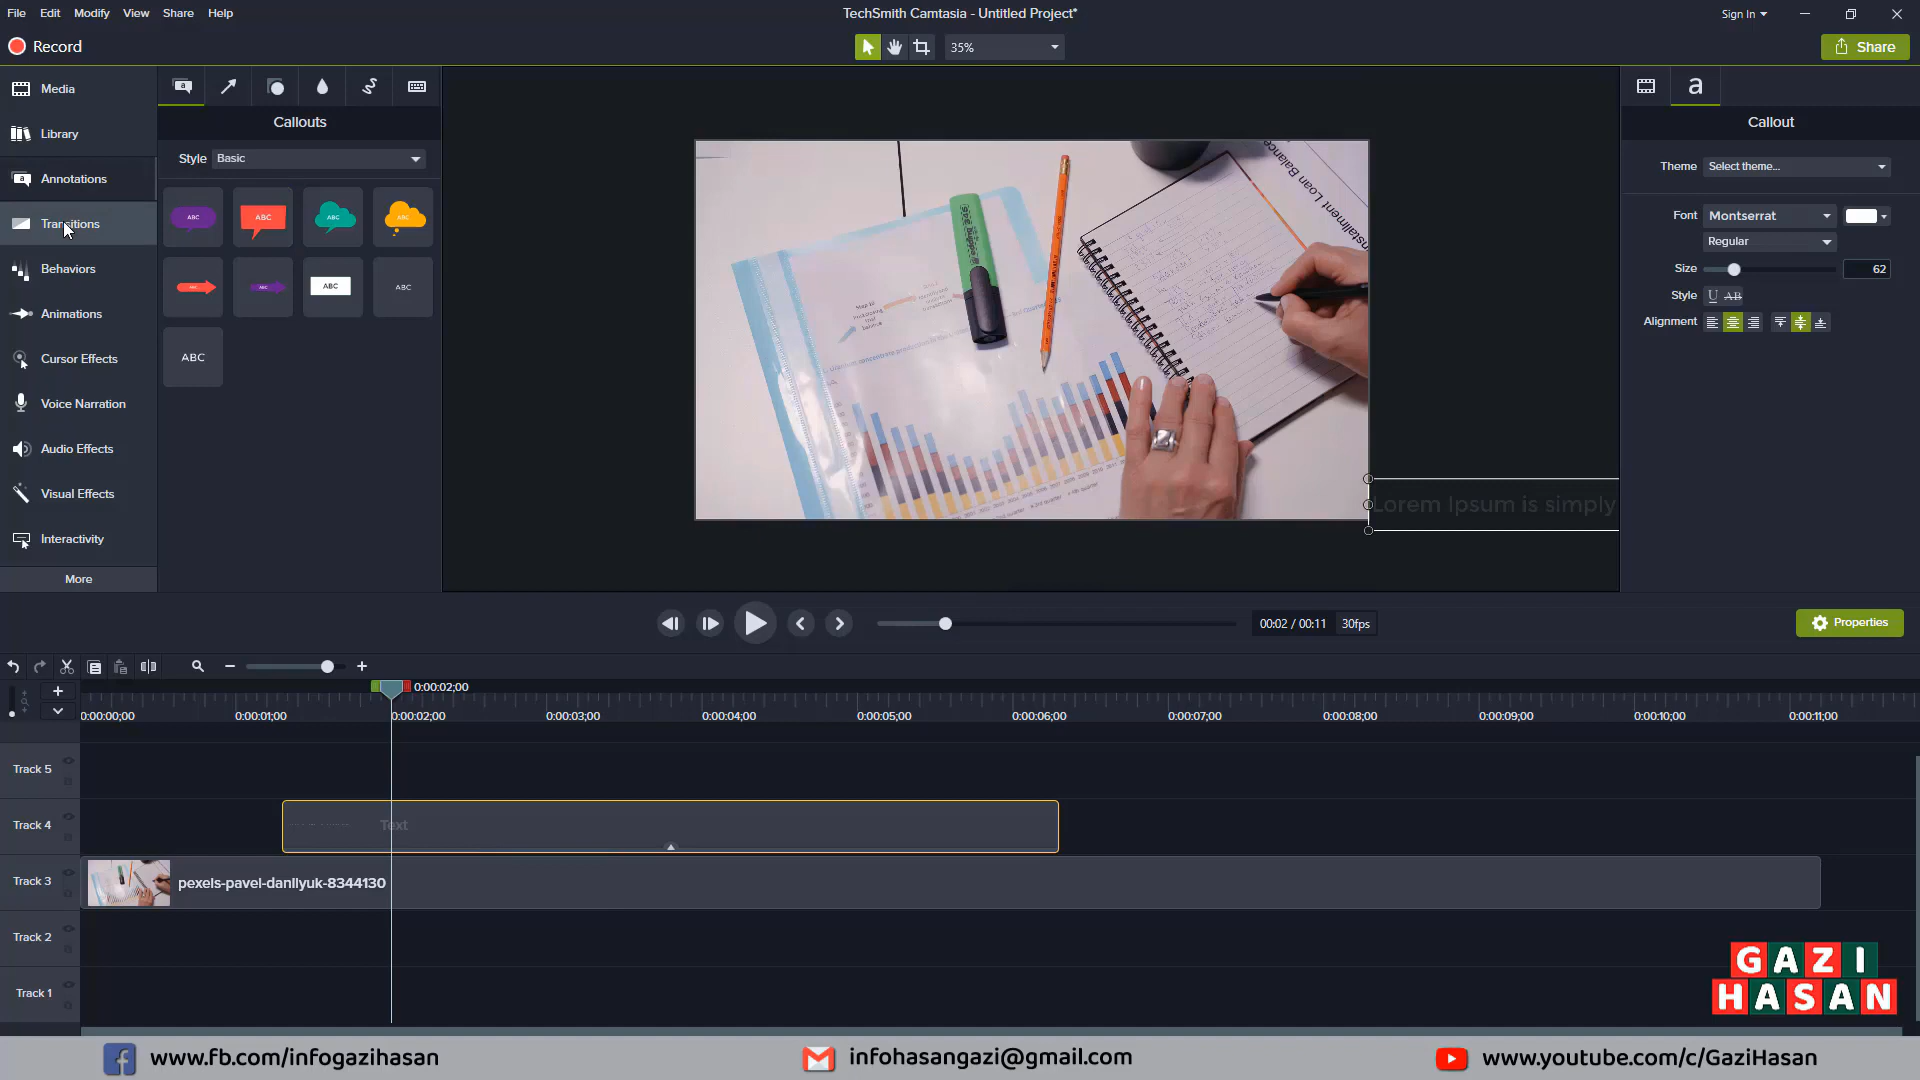 File Edit Modify View Share Help
TechSmith Camtasia - Untitled Project*
Sign In
Record
35%
Share
Media
Library
Annotations
Transitions
Behaviors
Animations
Cursor Effects
Voice Narration
Audio Effects
Visual Effects
Interactivity
More
Callouts
Style Basic
ABC ABC ABC ABC
ABC ABC ABC ABC
ABC
Installment Loan Balance
Lorem Ipsum is simply
Callout
Theme Select theme...
Font Montserrat
Regular
Size 62
Style U AB
Alignment
00:02 / 00:11 30fps
Properties
0:00:02;00
0:00:00;00 0:00:01;00 0:00:02;00 0:00:03;00 0:00:04;00 0:00:05;00 0:00:06;00 0:00:07;00 0:00:08;00 0:00:09;00 0:00:10;00 0:00:11;00
Track 5
Track 4 Text
Track 3 pexels-pavel-danilyuk-8344130
Track 2
Track 1
GAZI
HASAN
www.fb.com/infogazihasan
infohasangazi@gmail.com
www.youtube.com/c/GaziHasan